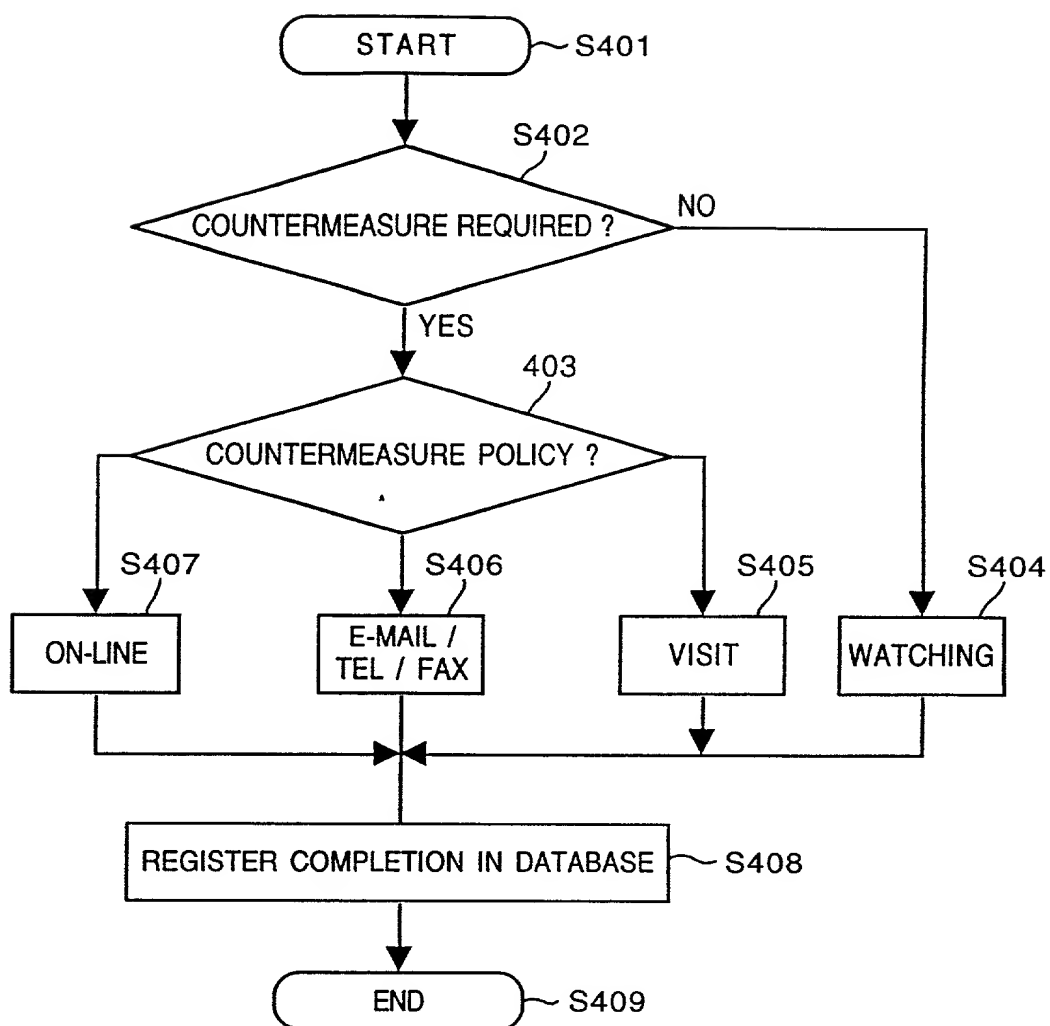 START
S401
S402
COUNTERMEASURE REQUIRED ?
NO
YES
403
COUNTERMEASURE POLICY ?
S407
S406
S405
S404
ON-LINE
E-MAIL /
TEL / FAX
VISIT
WATCHING
REGISTER COMPLETION IN DATABASE
S408
END
S409